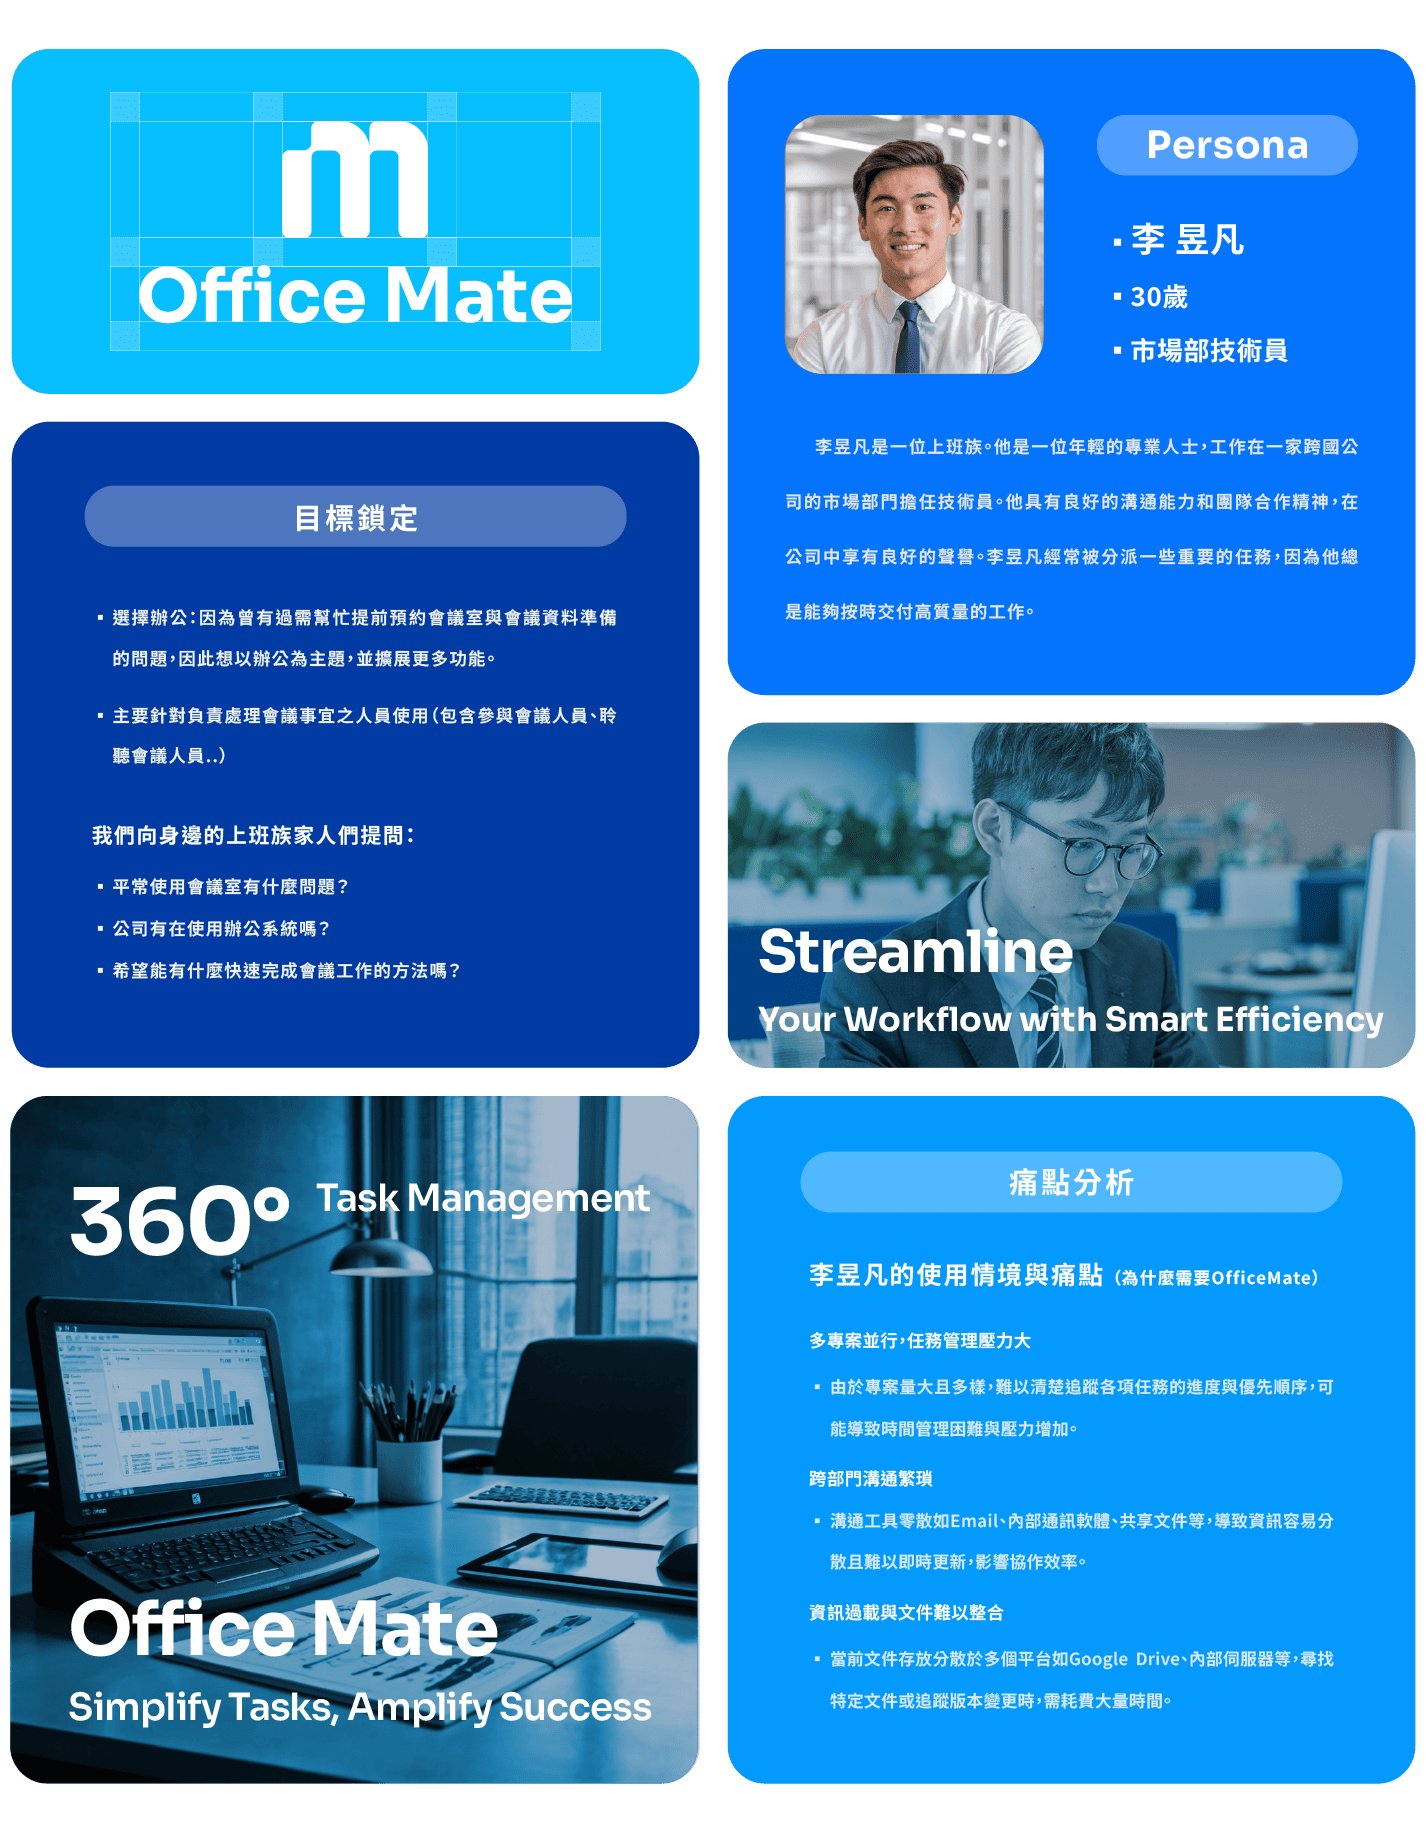 Office Mate
Persona
李 昱凡
30歲
市場部技術員
李昱凡是一位上班族。他是一位年輕的專業人士，工作在一家跨國公
司的市場部門擔任技術員。他具有良好的溝通能力和團隊合作精神，在
公司中享有良好的聲譽。李昱凡經常被分派一些重要的任務，因為他總
是能夠按時交付高質量的工作。
目標鎖定
選擇辦公：因為曾有過需幫忙提前預約會議室與會議資料準備
的問題，因此想以辦公為主題，並擴展更多功能。
主要針對負責處理會議事宜之人員使用（包含參與會議人員、聆
聽會議人員..）
我們向身邊的上班族家人們提問：
平常使用會議室有什麼問題？
公司有在使用辦公系統嗎？
希望能有什麼快速完成會議工作的方法嗎？
Streamline
Your Workflow with Smart Efficiency
360° Task Management
Office Mate
Simplify Tasks, Amplify Success
痛點分析
李昱凡的使用情境與痛點（為什麼需要OfficeMate）
多專案並行，任務管理壓力大
由於專案量大且多樣，難以清楚追蹤各項任務的進度與優先順序，可
能導致時間管理困難與壓力增加。
跨部門溝通繁瑣
溝通工具零散如Email、內部通訊軟體、共享文件等，導致資訊容易分
散且難以即時更新，影響協作效率。
資訊過載與文件難以整合
當前文件存放分散於多個平台如Google Drive、內部伺服器等，尋找
特定文件或追蹤版本變更時，需耗費大量時間。